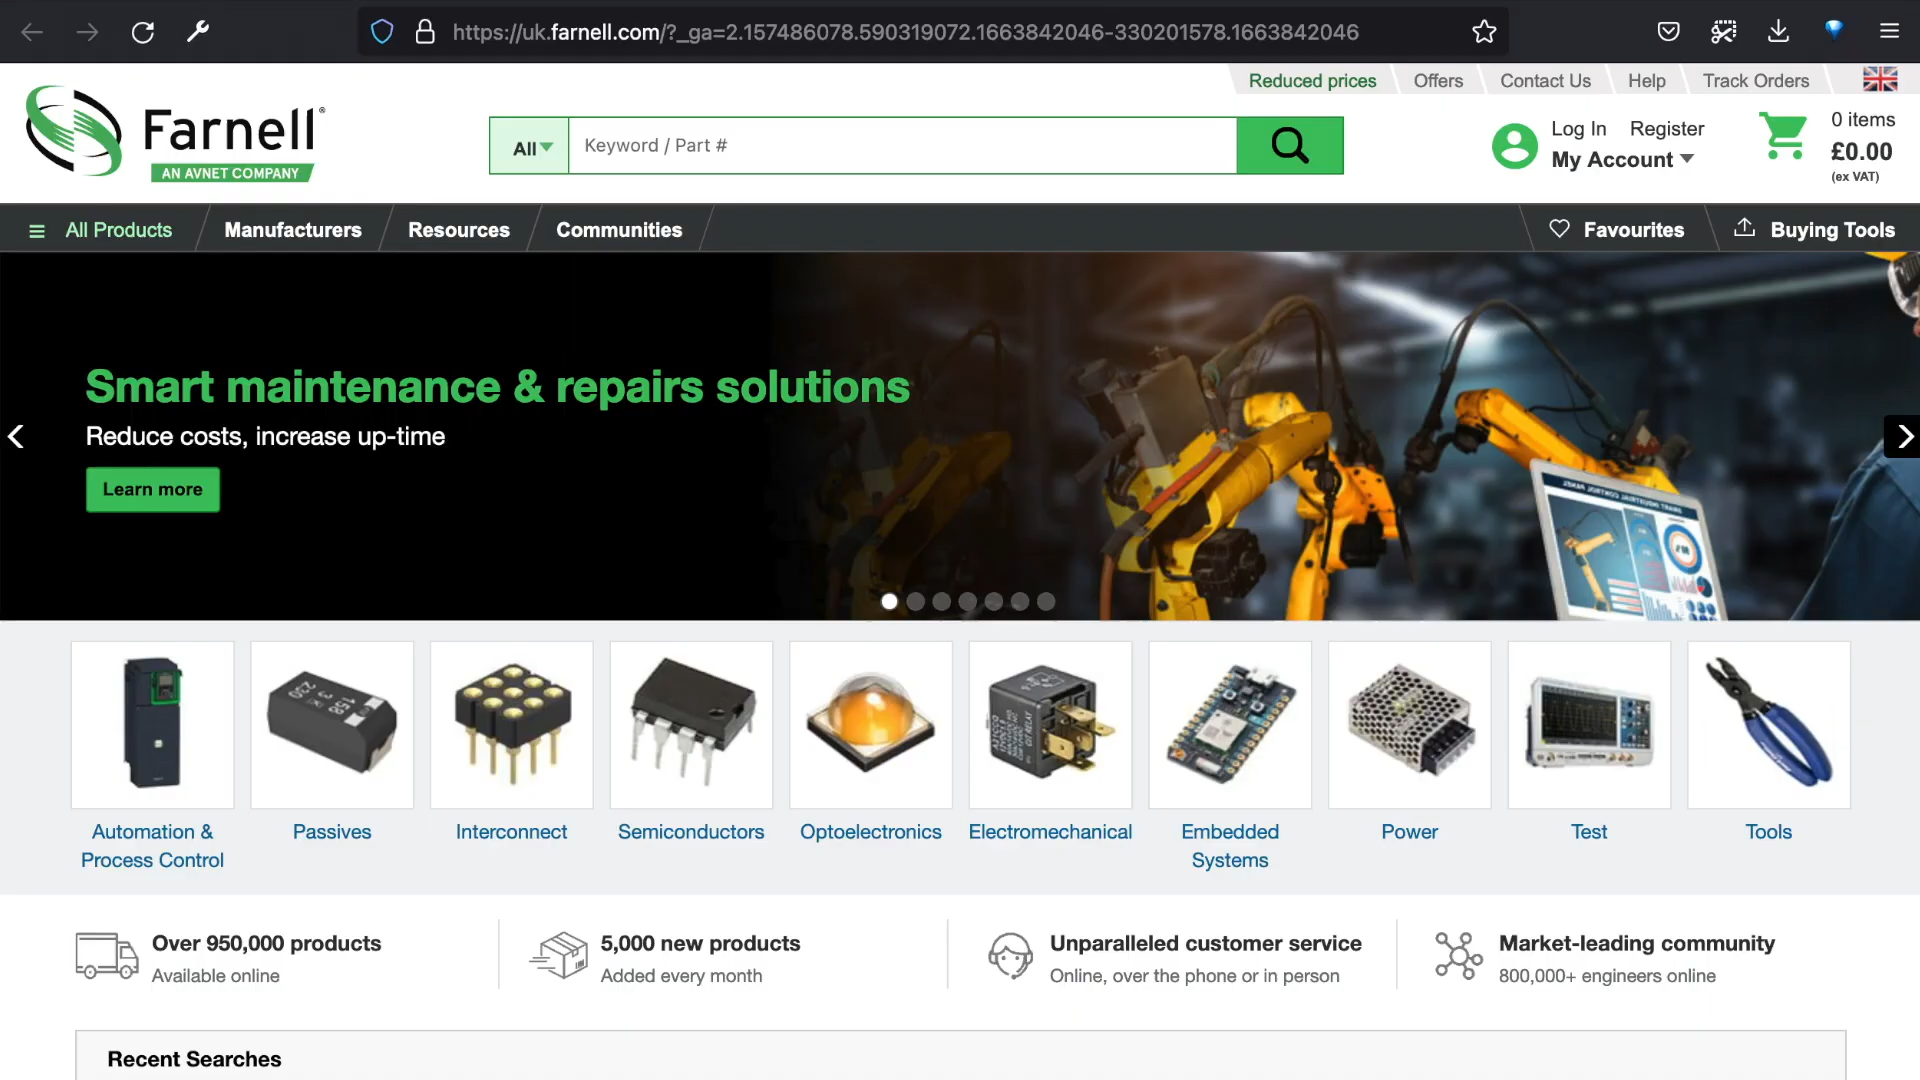 https://uk.farnell.com/?_ga=2.157486078.590319072.1663842046-330201578.1663842046
Reduced prices
Offers
Contact Us
Help
Track Orders
Farnell®
AN AVNET COMPANY
All
Keyword / Part #
Log In
Register
My Account
0 items
£0.00
(ex VAT)
All Products
Manufacturers
Resources
Communities
Favourites
Buying Tools
Smart maintenance & repairs solutions
Reduce costs, increase up-time
Learn more
Automation &
Process Control
Passives
Interconnect
Semiconductors
Optoelectronics
Electromechanical
Embedded
Systems
Power
Test
Tools
Over 950,000 products
Available online
5,000 new products
Added every month
Unparalleled customer service
Online, over the phone or in person
Market-leading community
800,000+ engineers online
Recent Searches